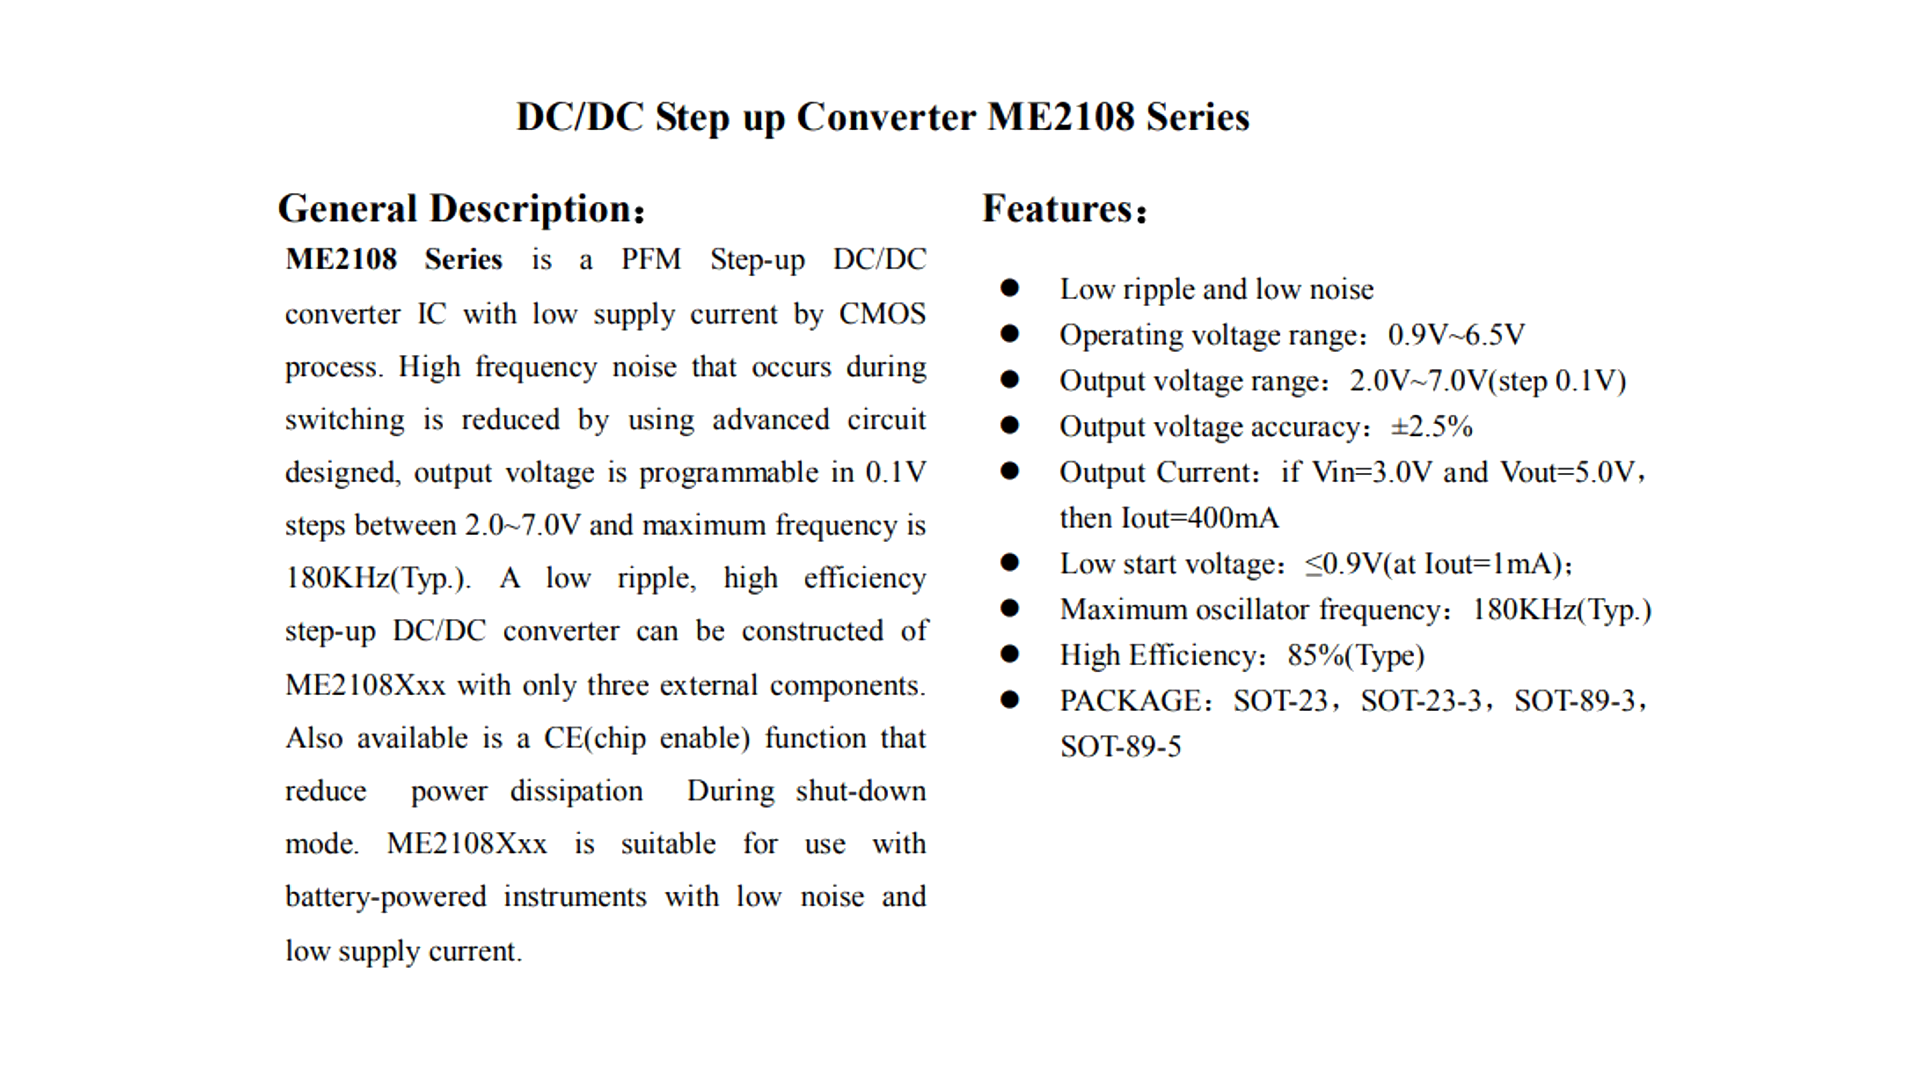 DC/DC Step up Converter ME2108 Series
General Description：
ME2108 Series is a PFM Step-up DC/DC
converter IC with low supply current by CMOS
process. High frequency noise that occurs during
switching is reduced by using advanced circuit
designed, output voltage is programmable in 0.1V
steps between 2.0~7.0V and maximum frequency is
180KHz(Typ.). A low ripple, high efficiency
step-up DC/DC converter can be constructed of
ME2108Xxx with only three external components.
Also available is a CE(chip enable) function that
reduce power dissipation During shut-down
mode. ME2108Xxx is suitable for use with
battery-powered instruments with low noise and
low supply current.
Features：
● Low ripple and low noise
● Operating voltage range：0.9V~6.5V
● Output voltage range：2.0V~7.0V(step 0.1V)
● Output voltage accuracy：±2.5%
● Output Current：if Vin=3.0V and Vout=5.0V，
then Iout=400mA
● Low start voltage：≤0.9V(at Iout=1mA)；
● Maximum oscillator frequency：180KHz(Typ.)
● High Efficiency：85%(Type)
● PACKAGE：SOT-23，SOT-23-3，SOT-89-3，
SOT-89-5